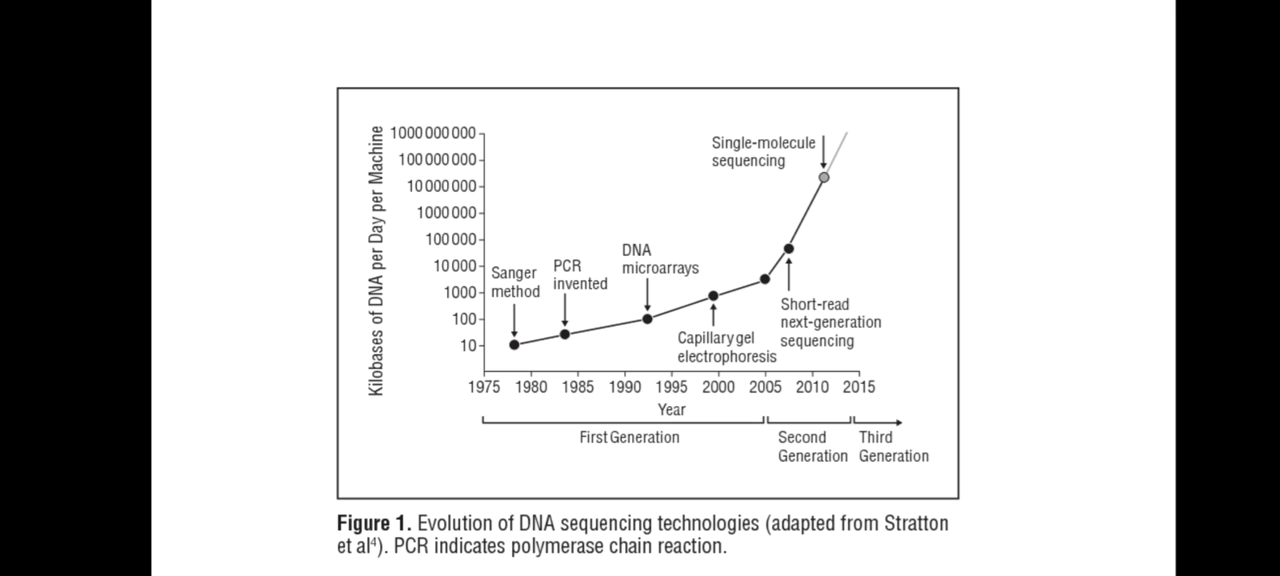 Kilobases of DNA per Day per Machine
1000 000 000
100 000 000
10 000 000
1000 000
100 000
10 000
1000
100
10
Sanger
method
PCR
invented
DNA
microarrays
Capillary gel
electrophoresis
Short-read
next-generation
sequencing
Single-molecule
sequencing
1975 1980 1985 1990 1995 2000 2005 2010 2015
Year
First Generation
Second
Generation
Third
Generation
Figure 1. Evolution of DNA sequencing technologies (adapted from Stratton
et al⁴). PCR indicates polymerase chain reaction.